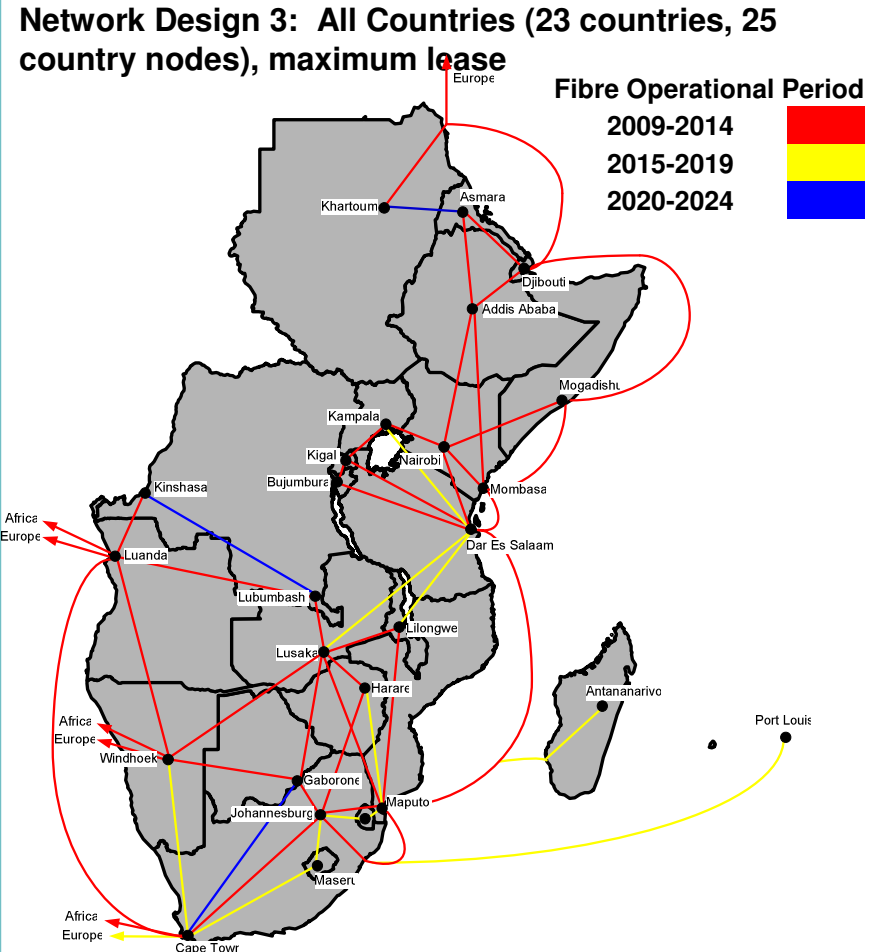 Network Design 3: All Countries (23 countries, 25
country nodes), maximum lease
Europe
Fibre Operational Period
2009-2014
2015-2019
2020-2024
Khartoum
Asmara
Djibouti
Addis Ababa
Mogadishu
Kampala
Kigal
Nairobi
Bujumbura
Mombasa
Kinshasa
Africa
Europe
Luanda
Dar Es Salaam
Lubumbash
Lilongwe
Lusaka
Harare
Antananarivo
Port Louis
Africa
Europe
Windhoek
Gaborone
Maputo
Johannesburg
Maseru
Africa
Europe
Cape Town